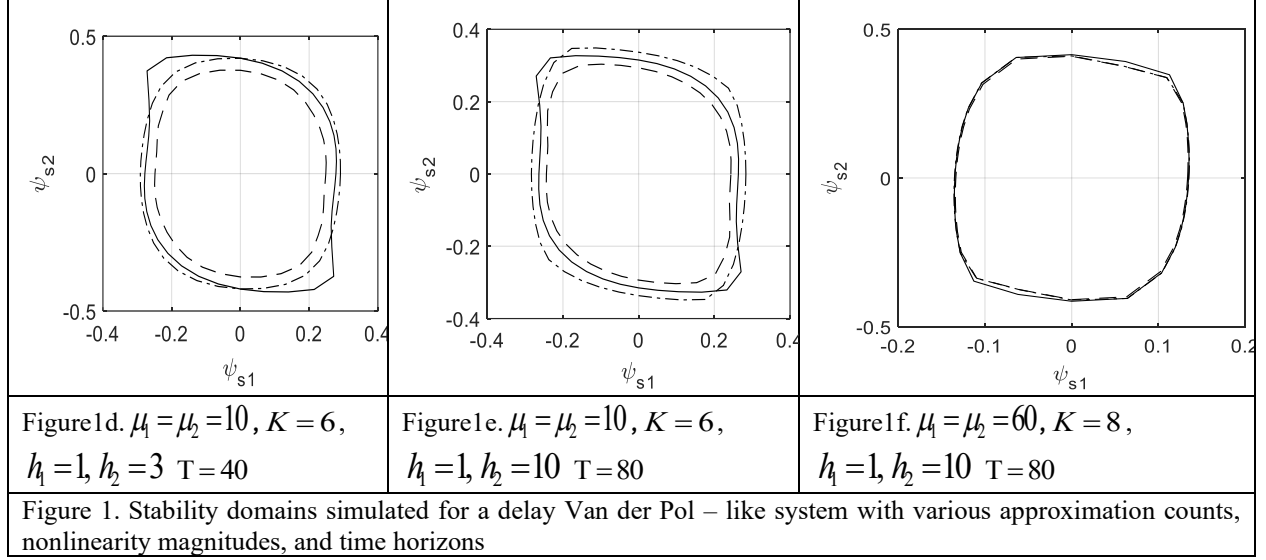 0.5
0
-0.5
-0.4
-0.2
0
0.2
0.4
ψs2
ψs1
0.4
0.2
0
-0.2
-0.4
-0.4
-0.2
0
0.2
0.4
ψs2
ψs1
0.5
0
-0.5
-0.2
-0.1
0
0.1
0.2
ψs2
ψs1
Figure1d. μ₁ = μ₂ =10, K = 6,
h₁ =1, h₂ =3 T= 40
Figure1e. μ₁ = μ₂ =10, K = 6,
h₁ =1, h₂ =10 T=80
Figure1f. μ₁ = μ₂ =60, K = 8,
h₁ =1, h₂ =10 T=80
Figure 1. Stability domains simulated for a delay Van der Pol – like system with various approximation counts,
nonlinearity magnitudes, and time horizons